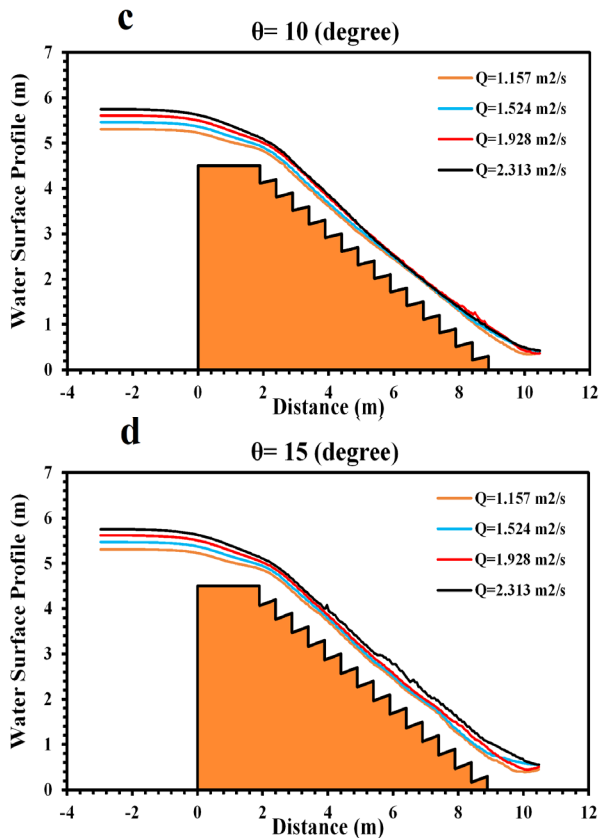 c
θ= 10 (degree)
Water Surface Profile (m)
7
6
5
4
3
2
1
0
Q=1.157 m2/s
Q=1.524 m2/s
Q=1.928 m2/s
Q=2.313 m2/s
-4 -2 0 2 4 6 8 10 12
Distance (m)
d
θ= 15 (degree)
Water Surface Profile (m)
7
6
5
4
3
2
1
0
Q=1.157 m2/s
Q=1.524 m2/s
Q=1.928 m2/s
Q=2.313 m2/s
-4 -2 0 2 4 6 8 10 12
Distance (m)